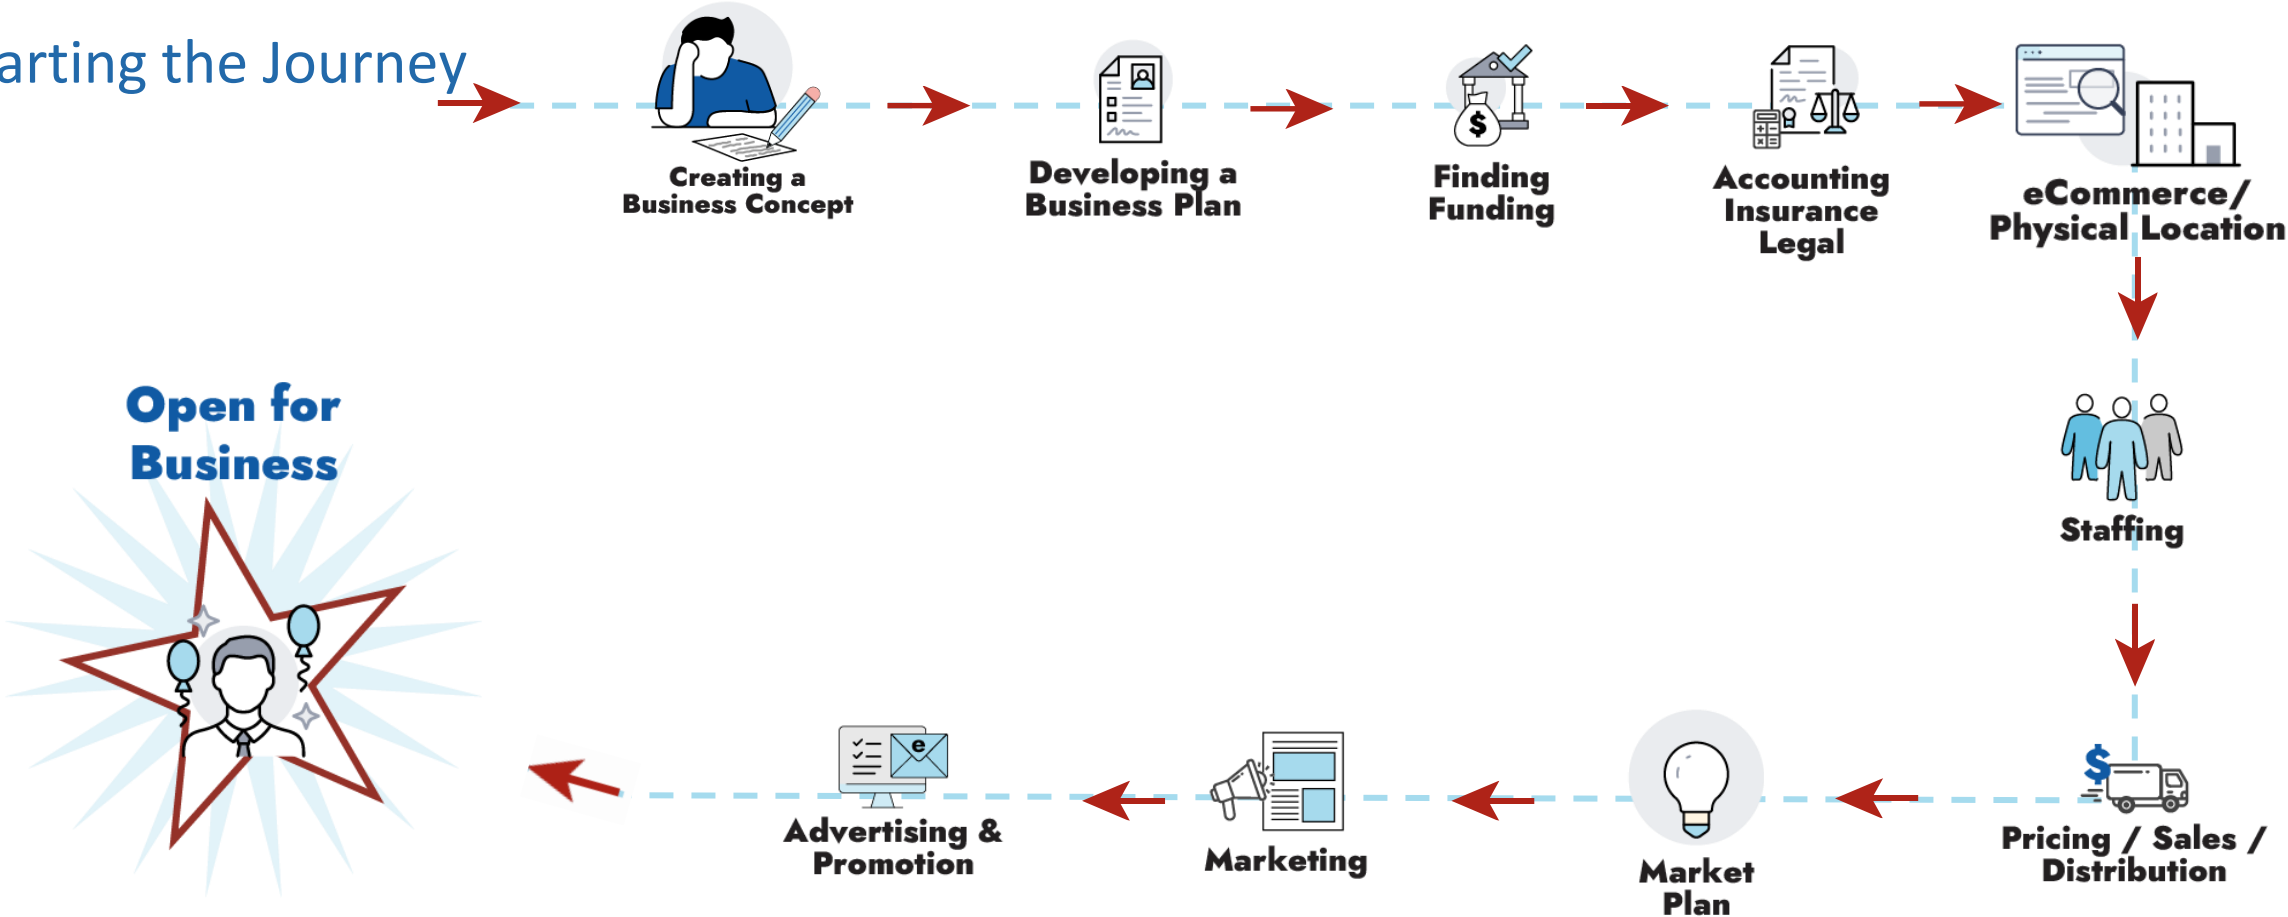 arting the Journey
Creating a
Business Concept
Developing a
Business Plan
Finding
Funding
$
Accounting
Insurance
Legal
eCommerce/
Physical Location
Staffing
$
Pricing / Sales /
Distribution
Market
Plan
Marketing
e
Advertising &
Promotion
Open for
Business